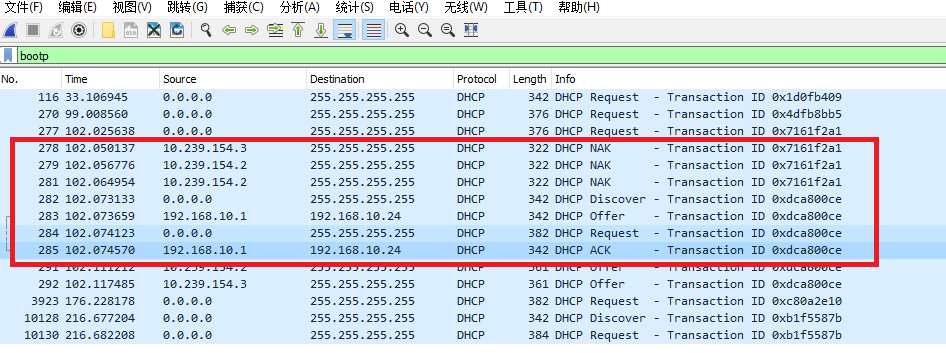 文件(F) 编辑(E) 视图(V) 跳转(G) 捕获(C) 分析(A) 统计(S) 电话(Y) 无线(W) 工具(T) 帮助(H)
bootp
No. Time Source Destination Protocol Length Info
116 33.106945 0.0.0.0 255.255.255.255 DHCP 342 DHCP Request - Transaction ID 0x1d0fb409
270 99.008560 0.0.0.0 255.255.255.255 DHCP 376 DHCP Request - Transaction ID 0x4dfb8bb5
277 102.025638 0.0.0.0 255.255.255.255 DHCP 376 DHCP Request - Transaction ID 0x7161f2a1
278 102.050137 10.239.154.3 255.255.255.255 DHCP 322 DHCP NAK - Transaction ID 0x7161f2a1
279 102.056776 10.239.154.2 255.255.255.255 DHCP 322 DHCP NAK - Transaction ID 0x7161f2a1
281 102.064954 10.239.154.2 255.255.255.255 DHCP 322 DHCP NAK - Transaction ID 0x7161f2a1
282 102.073133 0.0.0.0 255.255.255.255 DHCP 342 DHCP Discover - Transaction ID 0xdca800ce
283 102.073659 192.168.10.1 192.168.10.24 DHCP 342 DHCP Offer - Transaction ID 0xdca800ce
284 102.074123 0.0.0.0 255.255.255.255 DHCP 382 DHCP Request - Transaction ID 0xdca800ce
285 102.074570 192.168.10.1 192.168.10.24 DHCP 342 DHCP ACK - Transaction ID 0xdca800ce
291 102.111212 10.239.154.2 255.255.255.255 DHCP 361 DHCP Offer - Transaction ID 0xdca800ce
292 102.117485 10.239.154.3 255.255.255.255 DHCP 361 DHCP Offer - Transaction ID 0xdca800ce
3923 176.228178 0.0.0.0 255.255.255.255 DHCP 382 DHCP Request - Transaction ID 0xc80a2e10
10128 216.677204 0.0.0.0 255.255.255.255 DHCP 342 DHCP Discover - Transaction ID 0xb1f5587b
10130 216.682208 0.0.0.0 255.255.255.255 DHCP 384 DHCP Request - Transaction ID 0xb1f5587b